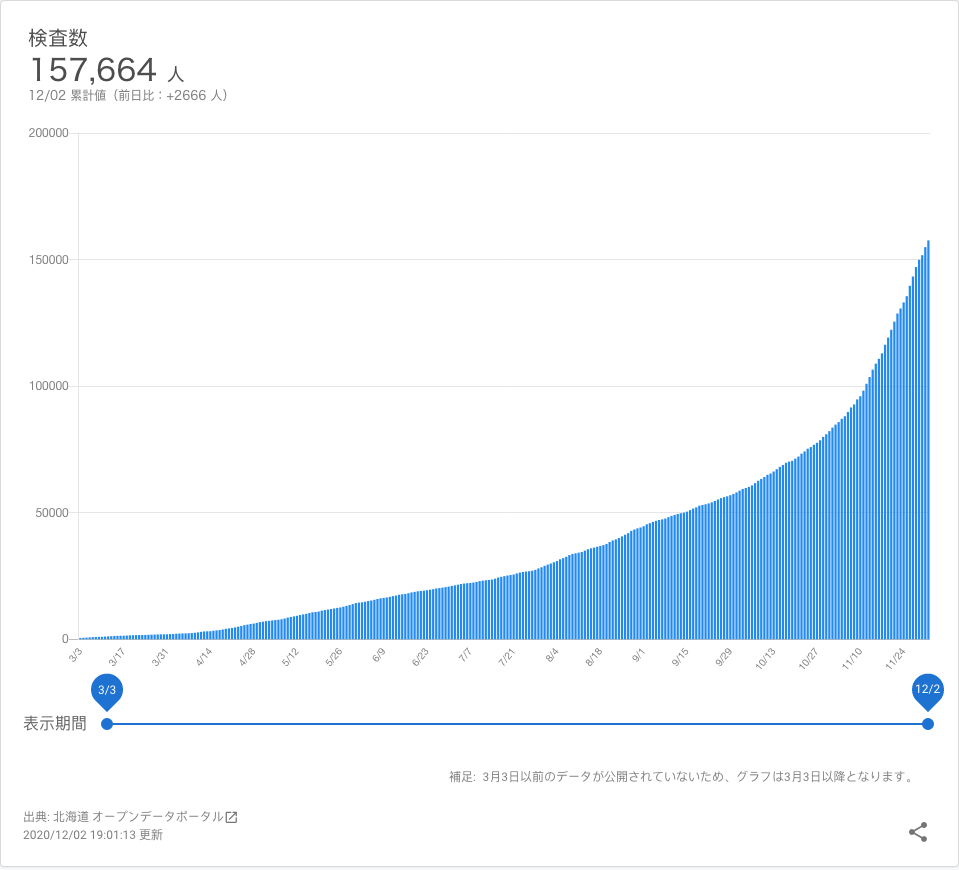 検査数
157,664 人
12/02 累計値（前日比：+2666 人）
200000
150000
100000
50000
0
3/3 3/17 3/31 4/14 4/28 5/12 5/26 6/9 6/23 7/7 7/21 8/4 8/18 9/1 9/15 9/29 10/13 10/27 11/10 11/24
3/3 12/2
表示期間
補足: 3月3日以前のデータが公開されていないため、グラフは3月3日以降となります。
出典: 北海道 オープンデータポータル
2020/12/02 19:01:13 更新